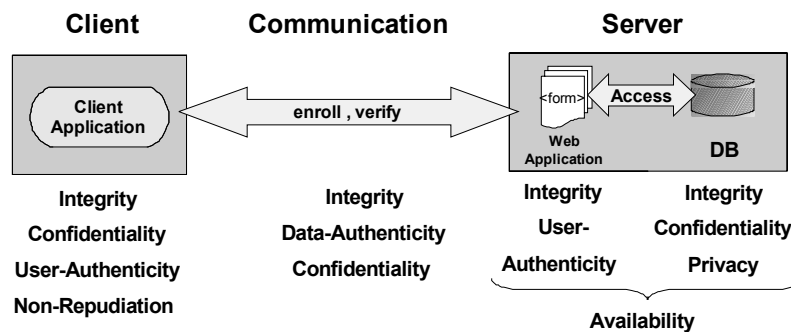 Client
Communication
Server
Client
Application
enroll , verify
<form>
Access
Web
Application
DB
Integrity
Confidentiality
User-Authenticity
Non-Repudiation
Integrity
Data-Authenticity
Confidentiality
Integrity
User-
Authenticity
Integrity
Confidentiality
Privacy
Availability